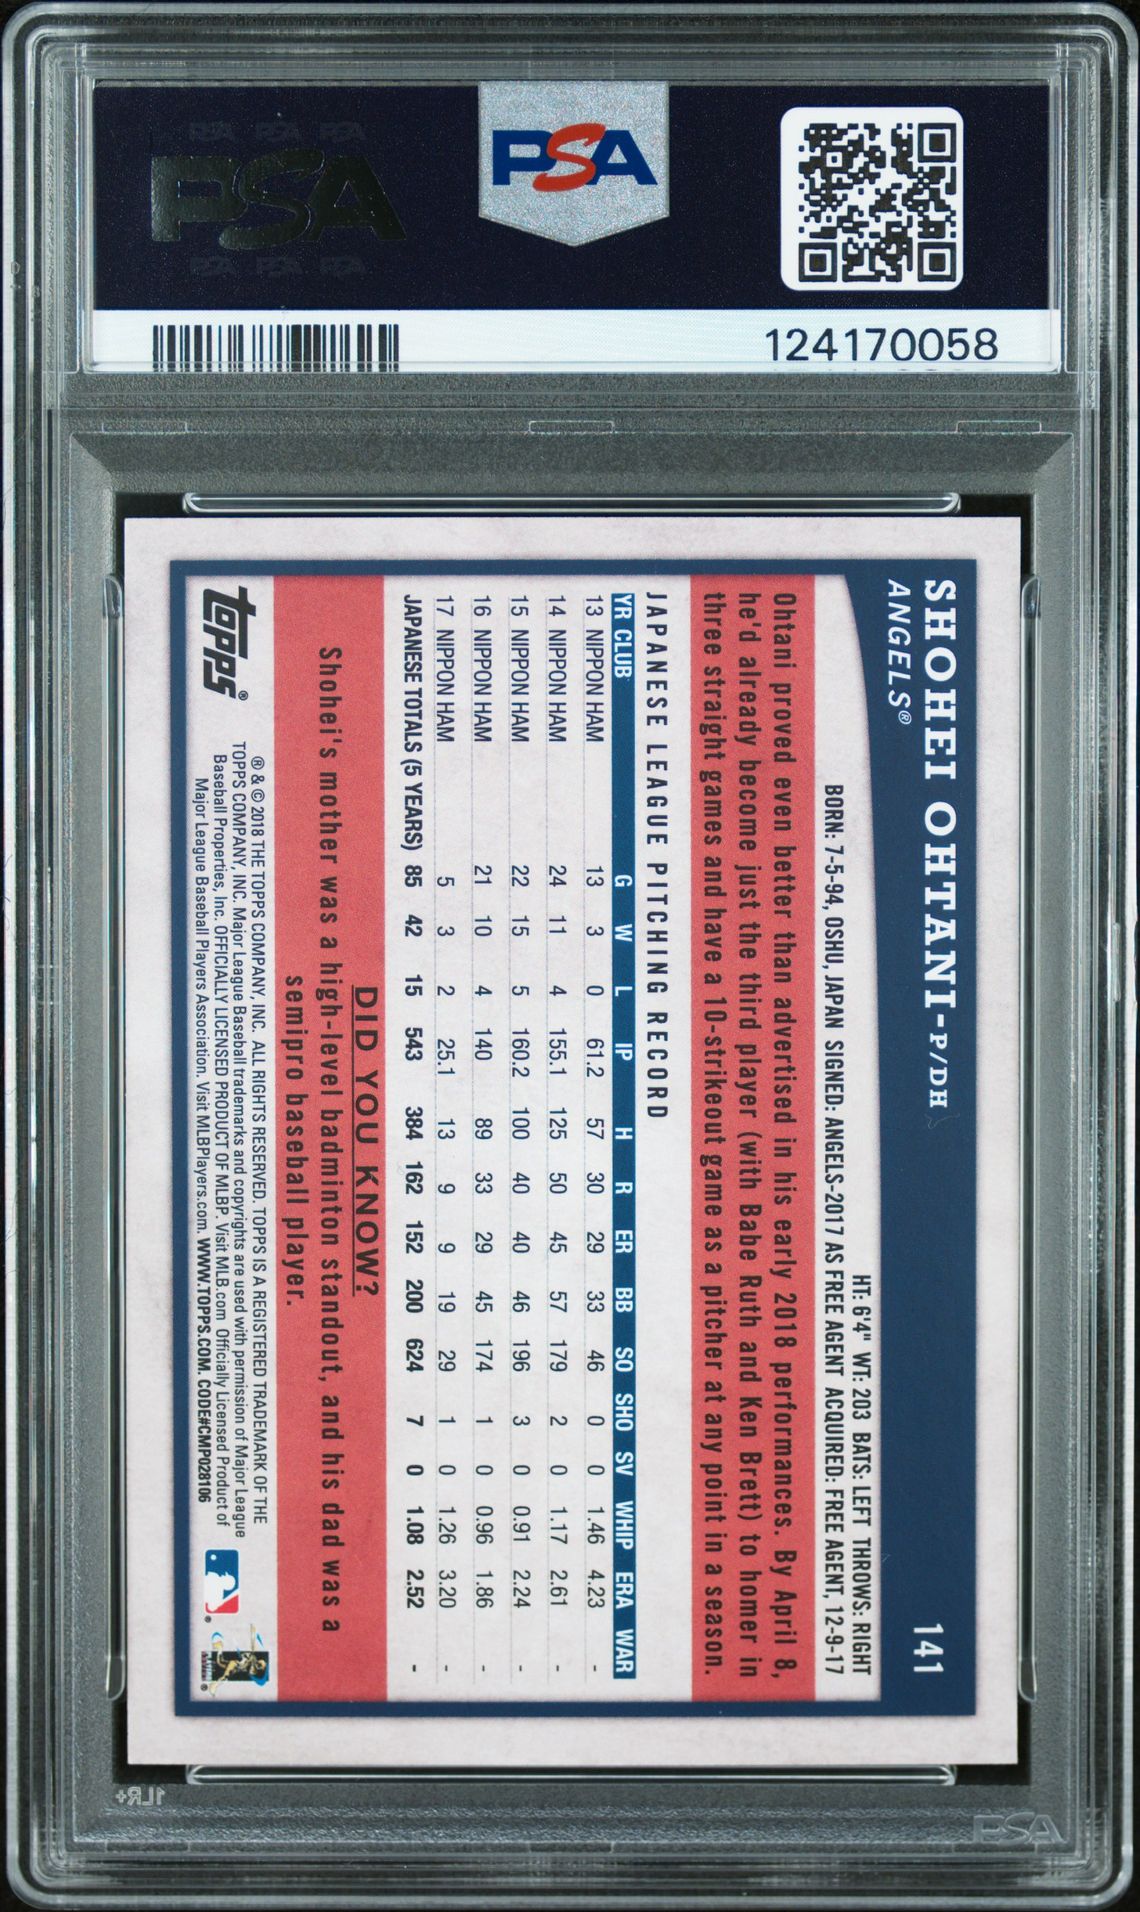 PSA PSA PSA
PSA
PSA PSA PSA
PSA
124170058
SHOHEI OHTANI-P/DH
141
ANGELS®
HT: 6'4" WT: 203 BATS: LEFT THROWS: RIGHT
BORN: 7-5-94, OSHU, JAPAN SIGNED: ANGELS-2017 AS FREE AGENT ACQUIRED: FREE AGENT, 12-9-17
Ohtani proved even better than advertised in his early 2018 performances. By April 8,
he'd already become just the third player (with Babe Ruth and Ken Brett) to homer in
three straight games and have a 10-strikeout game as a pitcher at any point in a season.
JAPANESE LEAGUE PITCHING RECORD
YR CLUB G W L IP H R ER BB SO SHO SV WHIP ERA WAR
13 NIPPON HAM 13 3 0 61.2 57 30 29 33 46 0 0 1.46 4.23 -
14 NIPPON HAM 24 11 4 155.1 125 50 45 57 179 2 0 1.17 2.61 -
15 NIPPON HAM 22 15 5 160.2 100 40 40 46 196 3 0 0.91 2.24 -
16 NIPPON HAM 21 10 4 140 89 33 29 45 174 1 0 0.96 1.86 -
17 NIPPON HAM 5 3 2 25.1 13 9 9 19 29 1 0 1.26 3.20 -
JAPANESE TOTALS (5 YEARS) 85 42 15 543 384 162 152 200 624 7 0 1.08 2.52 -
DID YOU KNOW?
Shohei's mother was a high-level badminton standout, and his dad was a
semipro baseball player.
topps®
® & © 2018 THE TOPPS COMPANY, INC. ALL RIGHTS RESERVED. TOPPS IS A REGISTERED TRADEMARK OF THE
TOPPS COMPANY, INC. Major League Baseball trademarks and copyrights are used with permission of Major League
Baseball Properties, Inc. OFFICIALLY LICENSED PRODUCT OF MLBP. Visit MLB.com Officially Licensed Product of
Major League Baseball Players Association. Visit MLBPlayers.com. WWW.TOPPS.COM. CODE#CMP028106
1LR+
PSA